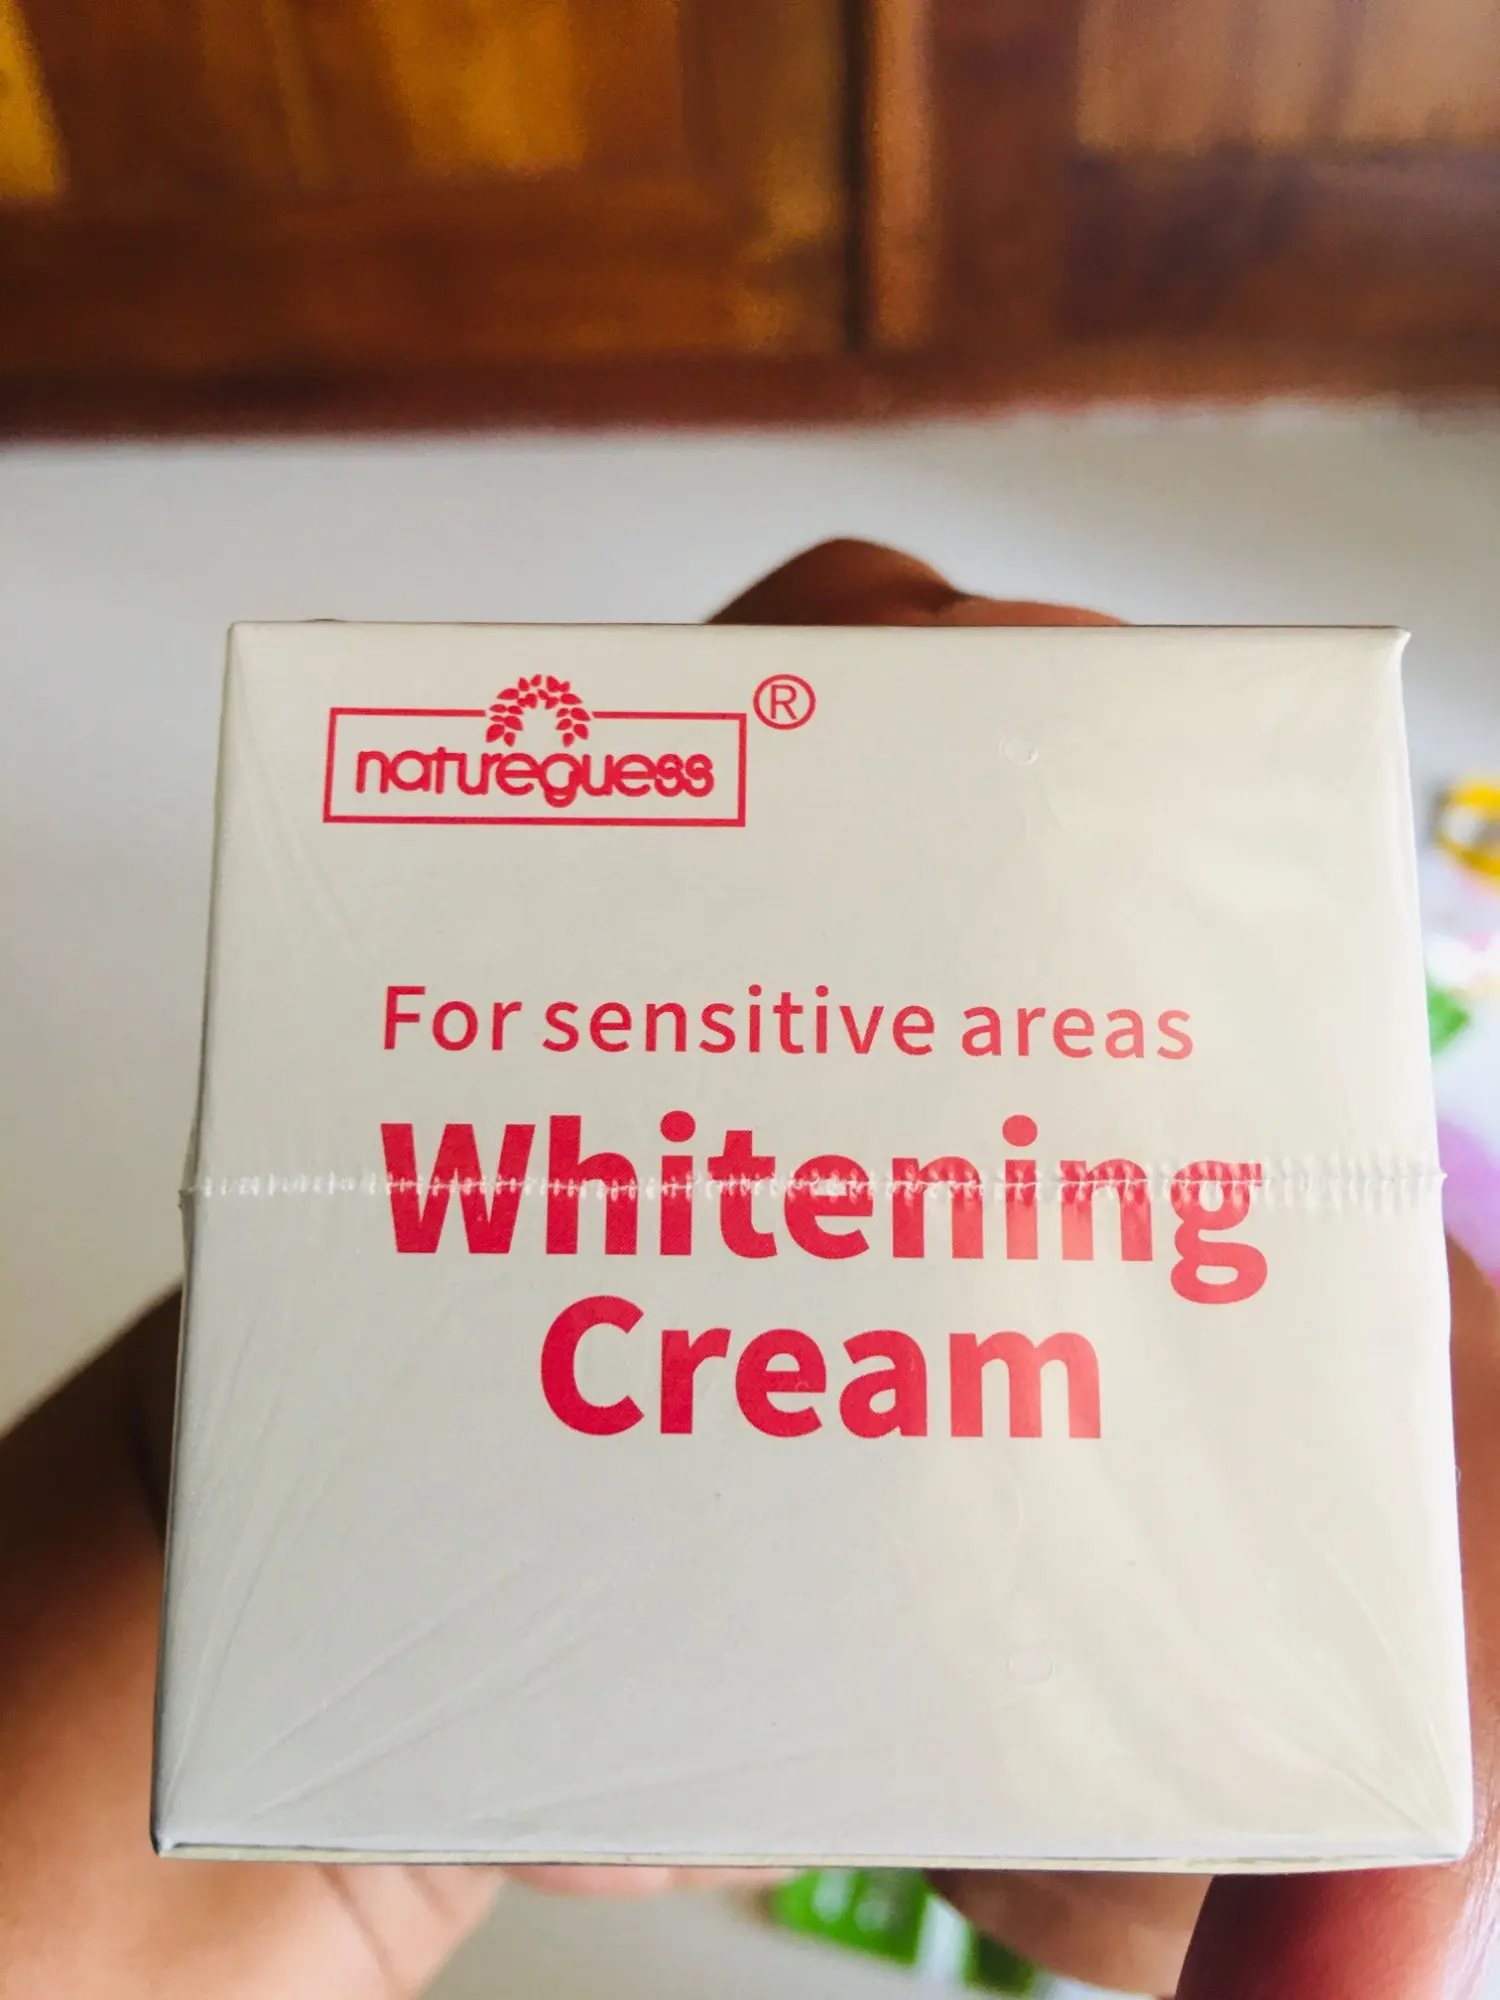 natureguess ®
For sensitive areas
Whitening
Cream